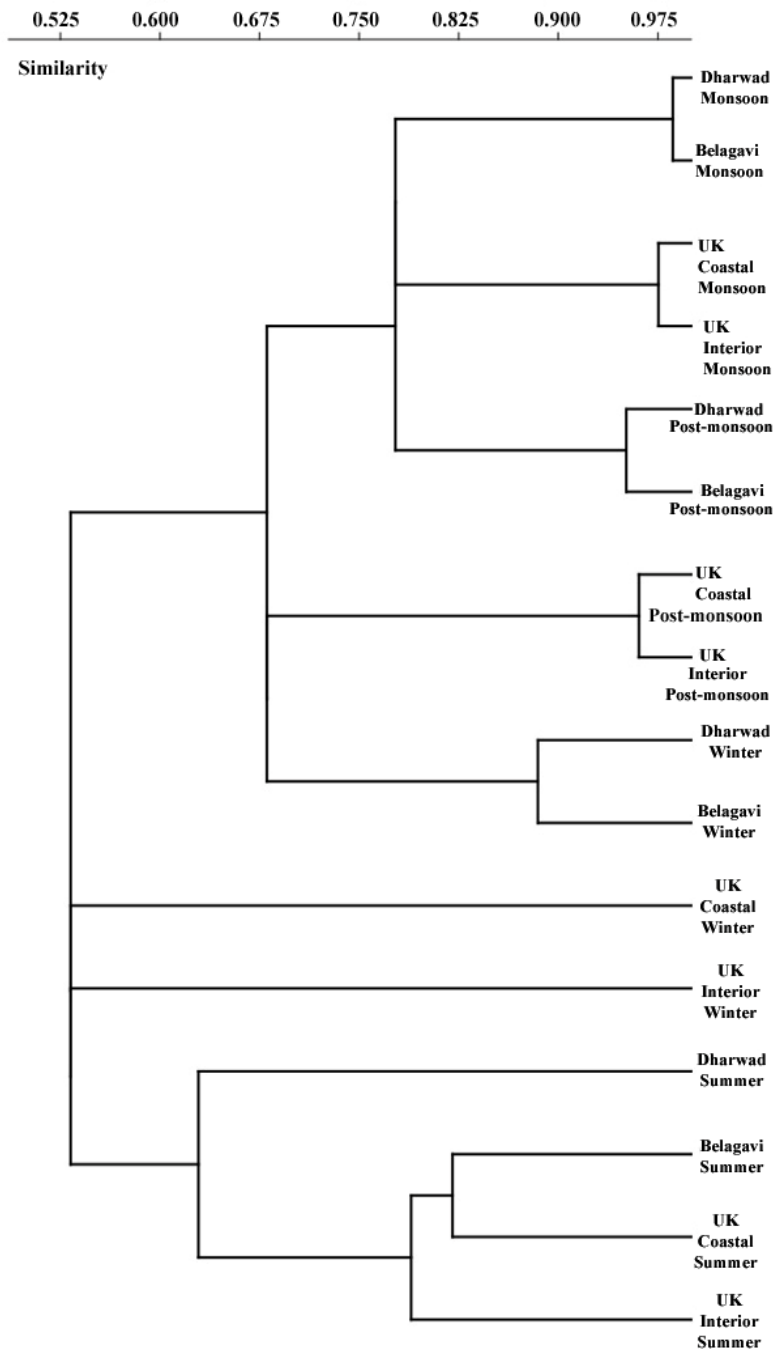 0.525 0.600 0.675 0.750 0.825 0.900 0.975
Similarity
Dharwad
Monsoon
Belagavi
Monsoon
UK
Coastal
Monsoon
UK
Interior
Monsoon
Dharwad
Post-monsoon
Belagavi
Post-monsoon
UK
Coastal
Post-monsoon
UK
Interior
Post-monsoon
Dharwad
Winter
Belagavi
Winter
UK
Coastal
Winter
UK
Interior
Winter
Dharwad
Summer
Belagavi
Summer
UK
Coastal
Summer
UK
Interior
Summer